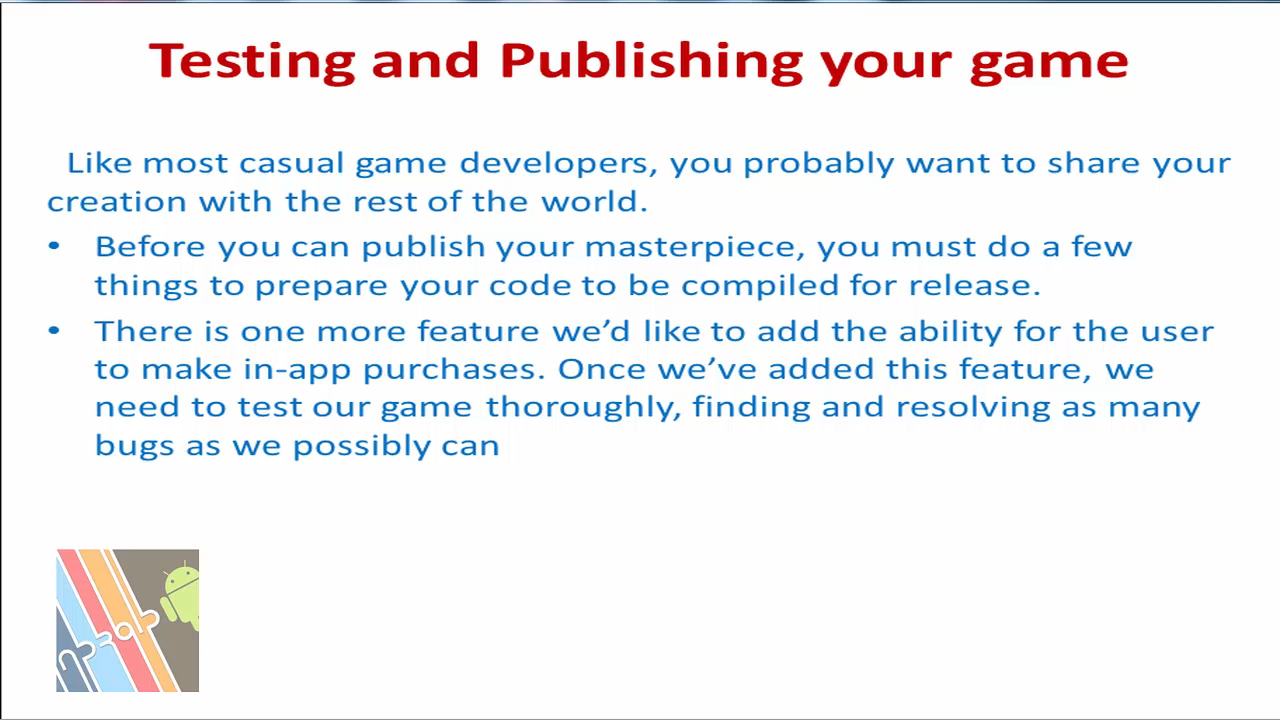 Testing and Publishing your game
Like most casual game developers, you probably want to share your
creation with the rest of the world.
• Before you can publish your masterpiece, you must do a few
things to prepare your code to be compiled for release.
• There is one more feature we’d like to add the ability for the user
to make in-app purchases. Once we’ve added this feature, we
need to test our game thoroughly, finding and resolving as many
bugs as we possibly can